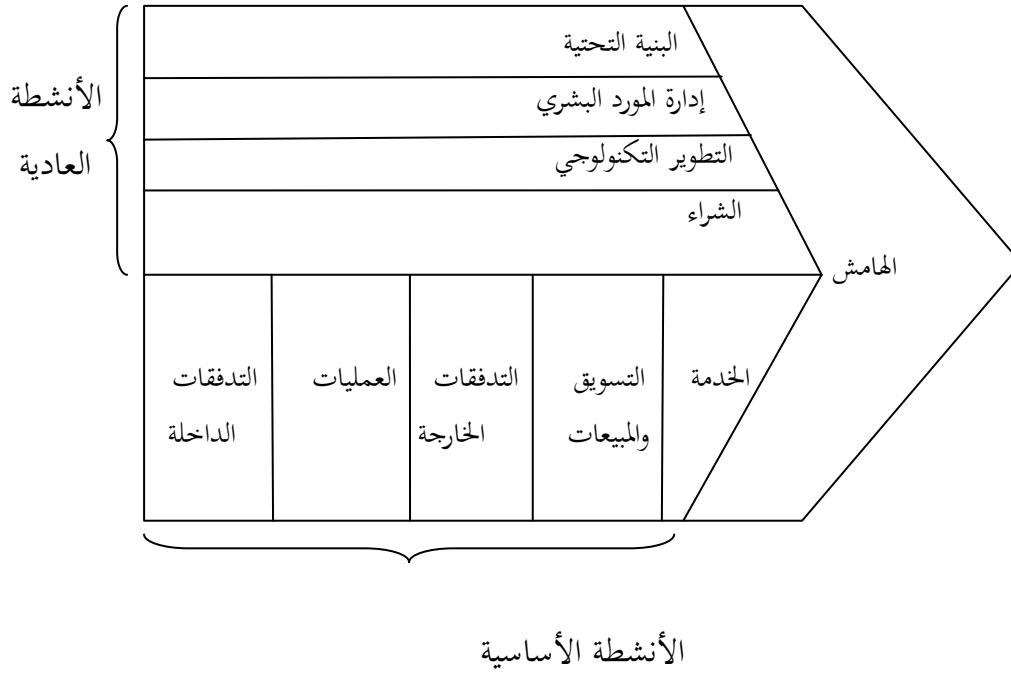 البنية التحتية
إدارة المورد البشري
التطوير التكنولوجي
الشراء
الأنشطة
العادية
الهامش
الخدمة
التسويق
والمبيعات
التدفقات
الخارجة
العمليات
التدفقات
الداخلة
الأنشطة الأساسية